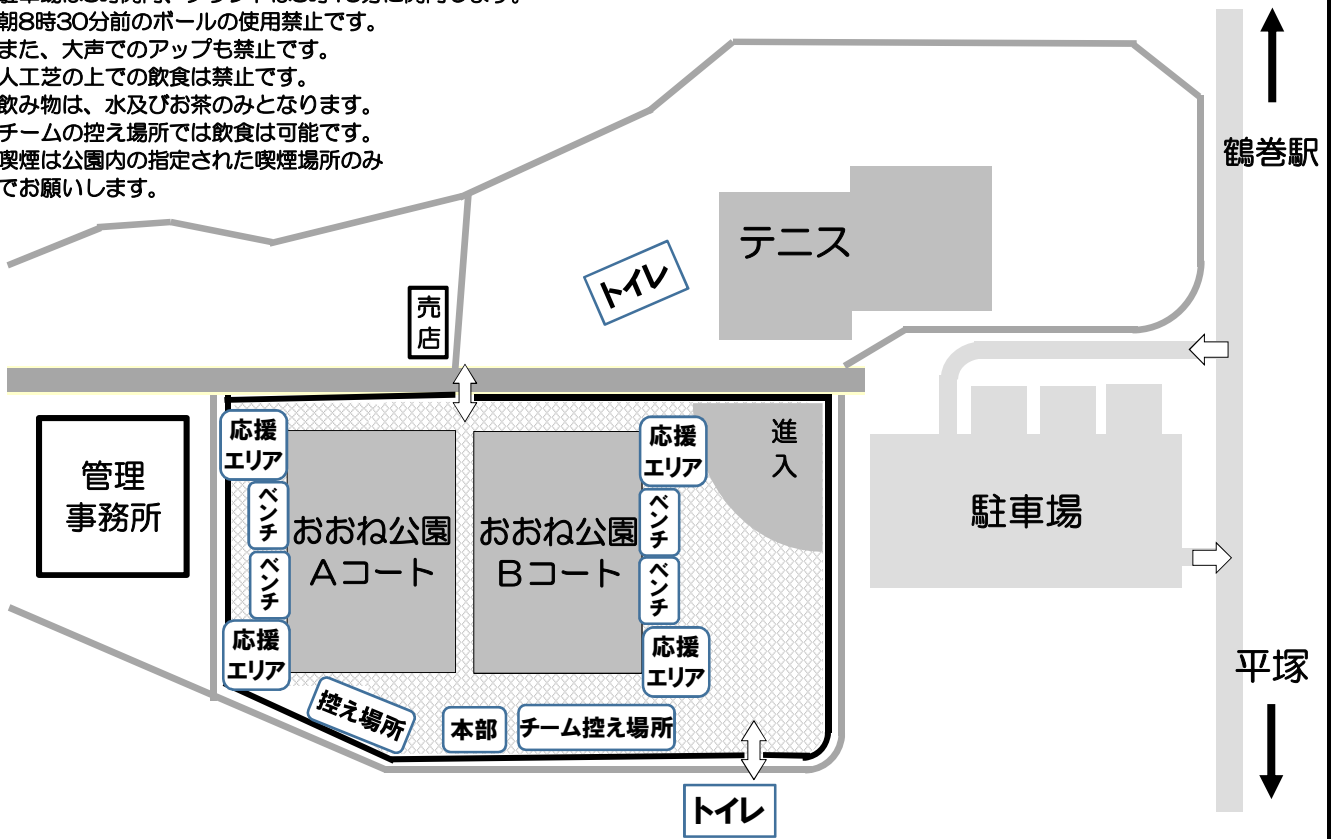 朝8時30分前のボールの使用禁止です。
また、大声でのアップも禁止です。
人工芝の上での飲食は禁止です。
飲み物は、水及びお茶のみとなります。
チームの控え場所では飲食は可能です。
喫煙は公園内の指定された喫煙場所のみ
でお願いします。
鶴巻駅
テニス
トイレ
売
店
応援
エリア
応援
エリア
進
入
管理
事務所
ベンチ
ベンチ
おおね公園
Aコート
おおね公園
Bコート
駐車場
ベンチ
ベンチ
応援
エリア
応援
エリア
平塚
控え場所
本部
チーム控え場所
トイレ